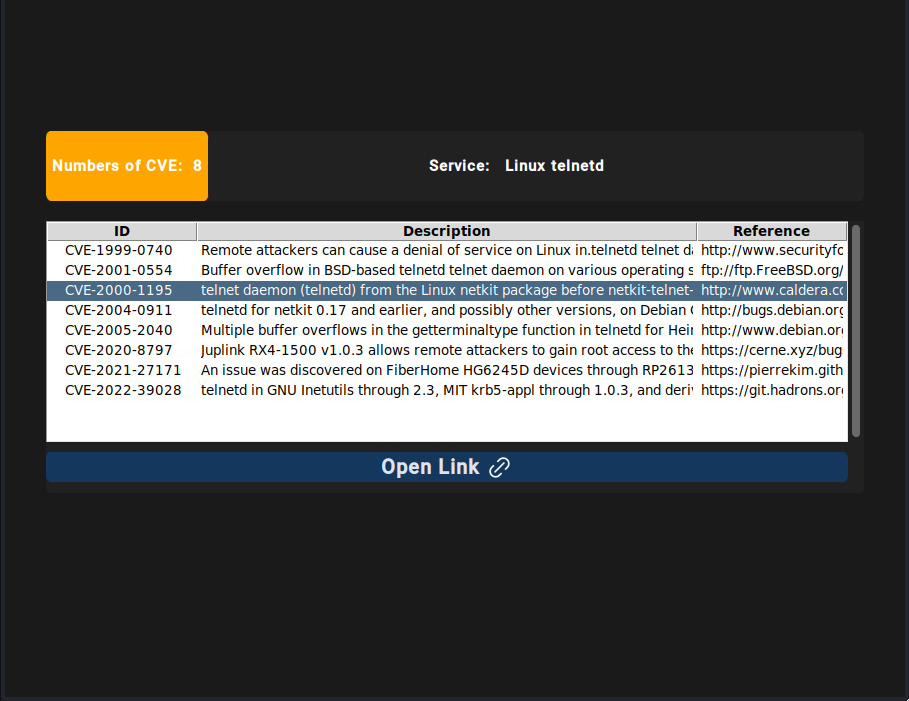 Numbers of CVE: 8 Service: Linux telnetd
ID Description Reference
CVE-1999-0740 Remote attackers can cause a denial of service on Linux in.telnetd telnet da http://www.securityfo
CVE-2001-0554 Buffer overflow in BSD-based telnetd telnet daemon on various operating s ftp://ftp.FreeBSD.org/
CVE-2000-1195 telnet daemon (telnetd) from the Linux netkit package before netkit-telnet- http://www.caldera.co
CVE-2004-0911 telnetd for netkit 0.17 and earlier, and possibly other versions, on Debian G http://bugs.debian.org
CVE-2005-2040 Multiple buffer overflows in the getterminaltype function in telnetd for Heim http://www.debian.org
CVE-2020-8797 Juplink RX4-1500 v1.0.3 allows remote attackers to gain root access to the https://cerne.xyz/bug
CVE-2021-27171 An issue was discovered on FiberHome HG6245D devices through RP2613 https://pierrekim.gith
CVE-2022-39028 telnetd in GNU Inetutils through 2.3, MIT krb5-appl through 1.0.3, and deriv https://git.hadrons.org
Open Link